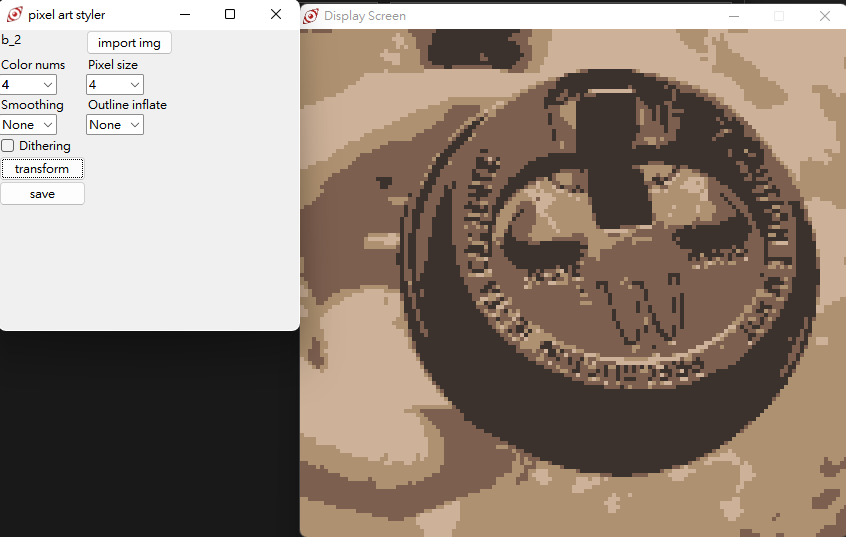 pixel art styler
b_2
import img
Color nums
Pixel size
4
4
Smoothing
Outline inflate
None
None
Dithering
transform
save
Display Screen